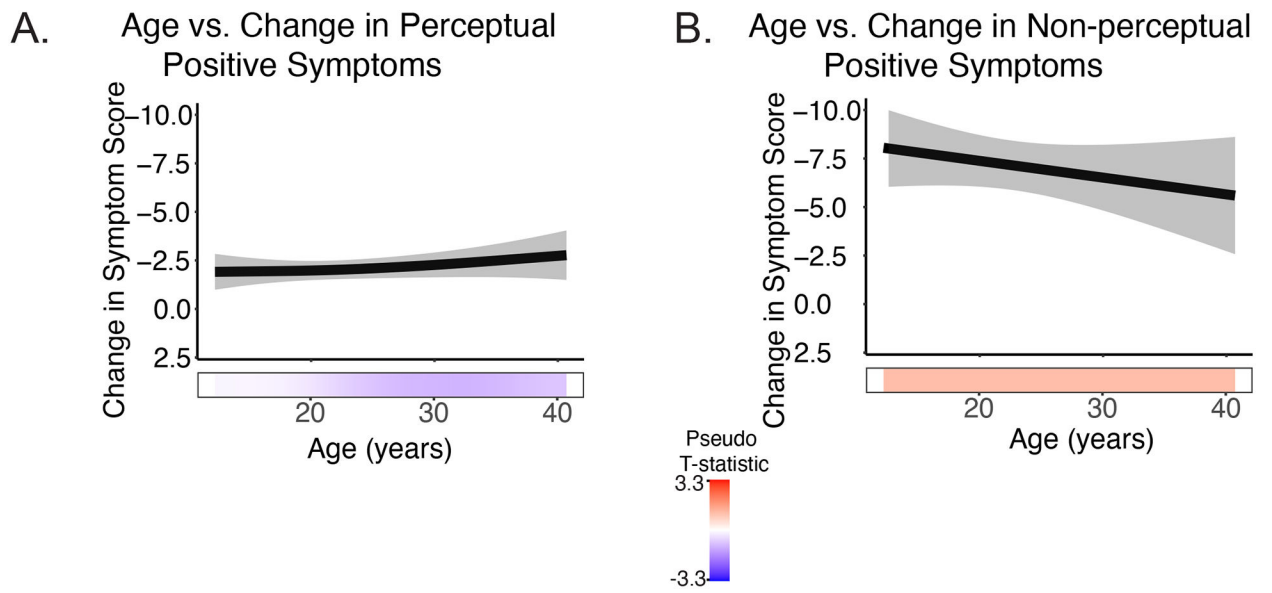 A.
Age vs. Change in Perceptual
Positive Symptoms
Change in Symptom Score
−10.0
−7.5
−5.0
−2.5
0.0
2.5
20
30
40
Age (years)
B.
Age vs. Change in Non-perceptual
Positive Symptoms
Change in Symptom Score
−10.0
−7.5
−5.0
−2.5
0.0
2.5
20
30
40
Age (years)
Pseudo
T-statistic
3.3
-3.3